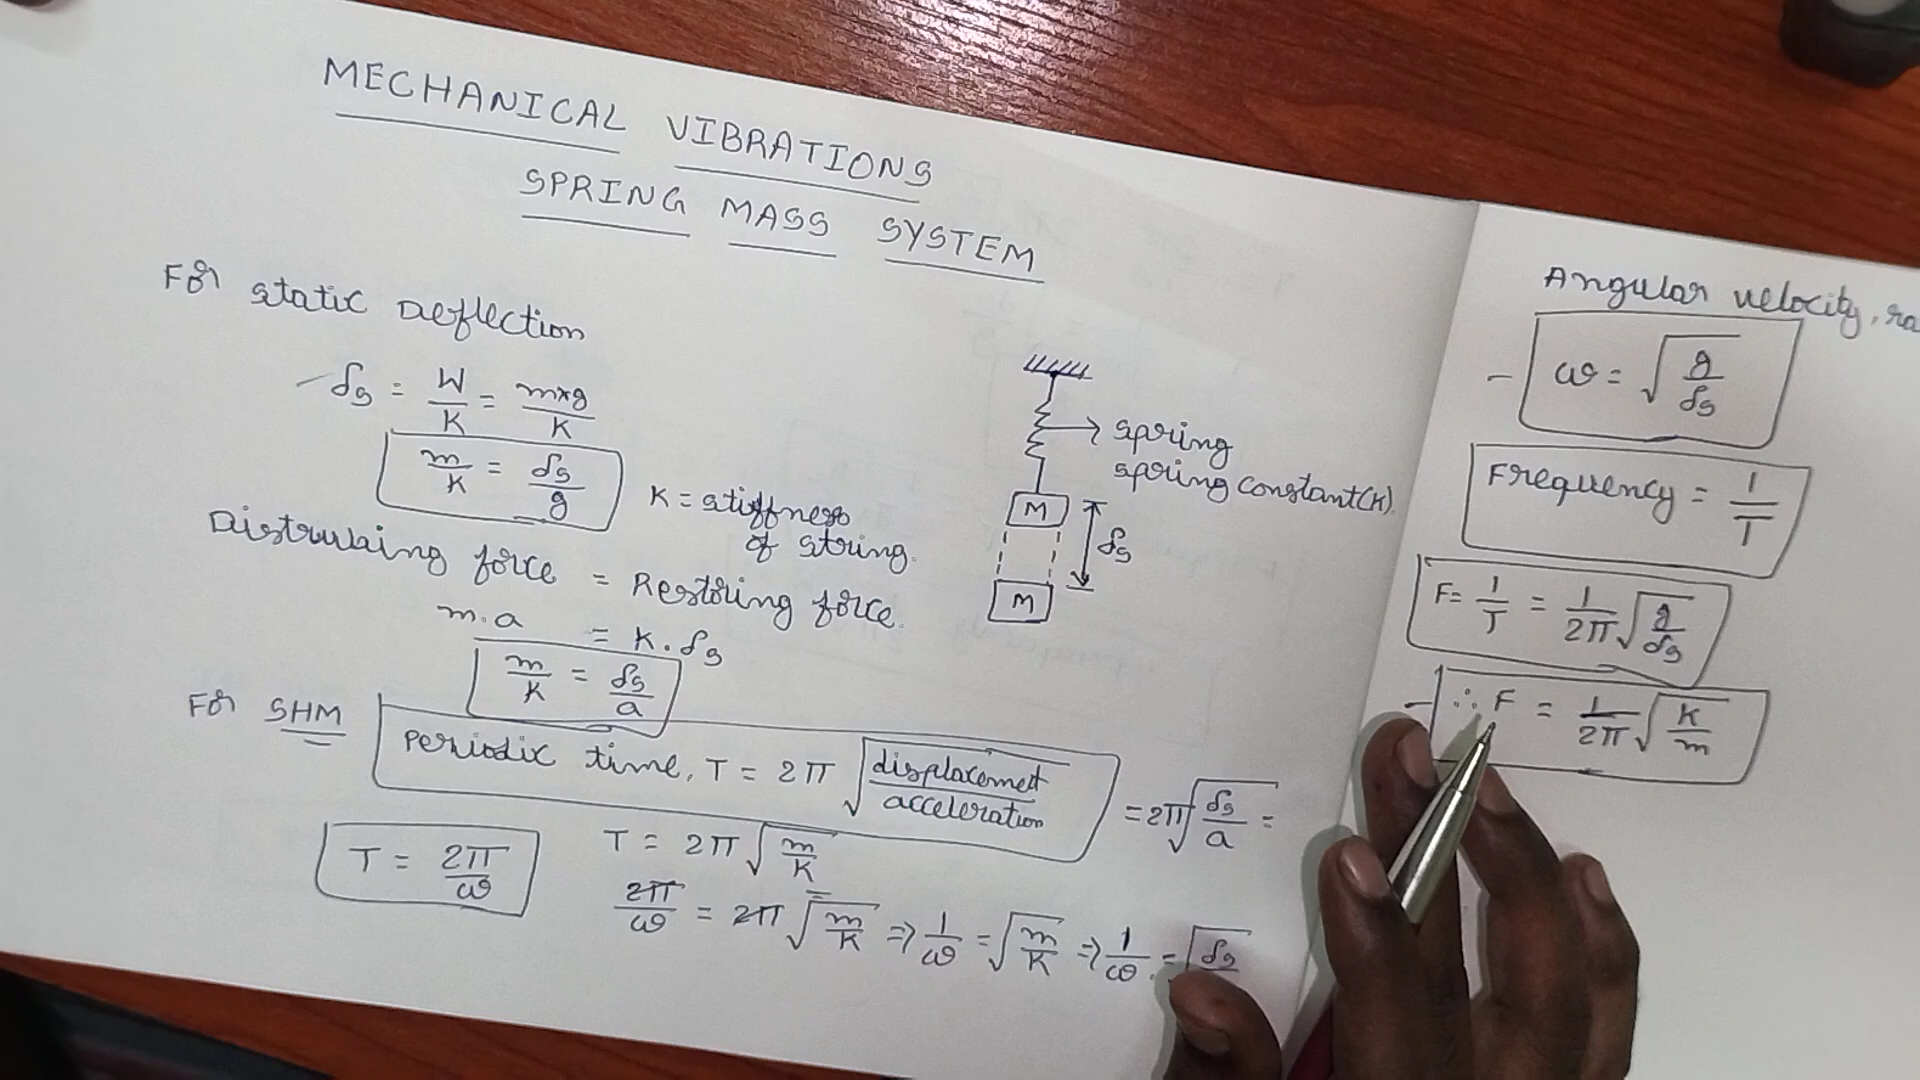 MECHANICAL VIBRATIONS
SPRING MASS SYSTEM
For static Deflection
δs = W/K = m×g/K
m/K = δs/g
K = stiffness
of string.
Distrubing force = Restoring force.
m.a = K.δs
m/K = δs/a
For SHM
Periodic time, T = 2π √(displacement/acceleration) = 2π√(δs/a) =
T = 2π/ω
T = 2π √(m/K)
2π/ω = 2π √(m/K) => 1/ω = √(m/K) => 1/ω = √δs
spring
spring constant(K)
M
δs
M
Angular velocity,
ω = √(g/δs)
Frequency = 1/T
F = 1/T = 1/2π √(g/δs)
∴ F = 1/2π √(K/m)